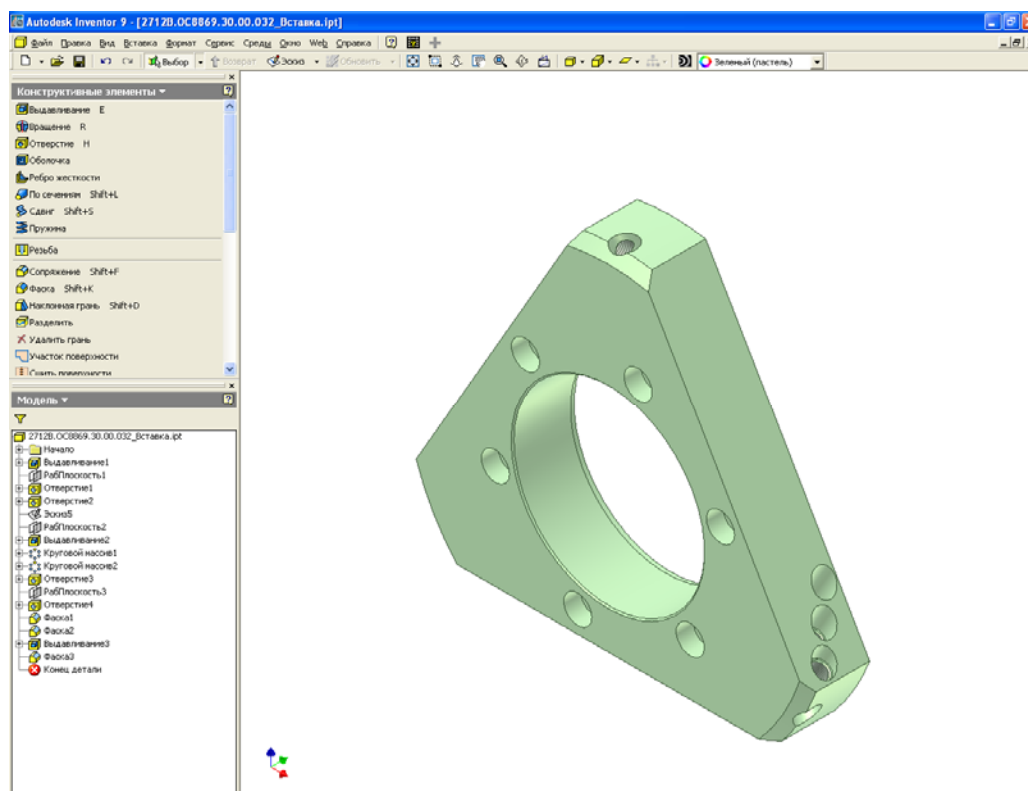 Autodesk Inventor 9 - [2712В.ОС8869.30.00.032_Вставка.ipt]
Файл Правка Вид Вставка Формат Сервис Среды Окно Web Справка
Выбор Возврат Эскиз Обновить Зеленый (пастель)
Конструктивные элементы
Выдавливание E
Вращение R
Отверстие H
Оболочка
Ребро жесткости
По сечениям Shift+L
Сдвиг Shift+S
Пружина
Резьба
Сопряжение Shift+F
Фаска Shift+K
Наклонная грань Shift+D
Разделить
Удалить грань
Участок поверхности
Сшить поверхности
Модель
2712В.ОС8869.30.00.032_Вставка.ipt
Начало
Выдавливание1
РабПлоскость1
Отверстие1
Отверстие2
Эскиз5
РабПлоскость2
Выдавливание2
Круговой массив1
Круговой массив2
Отверстие3
РабПлоскость3
Отверстие4
Фаска1
Фаска2
Выдавливание3
Фаска3
Конец детали